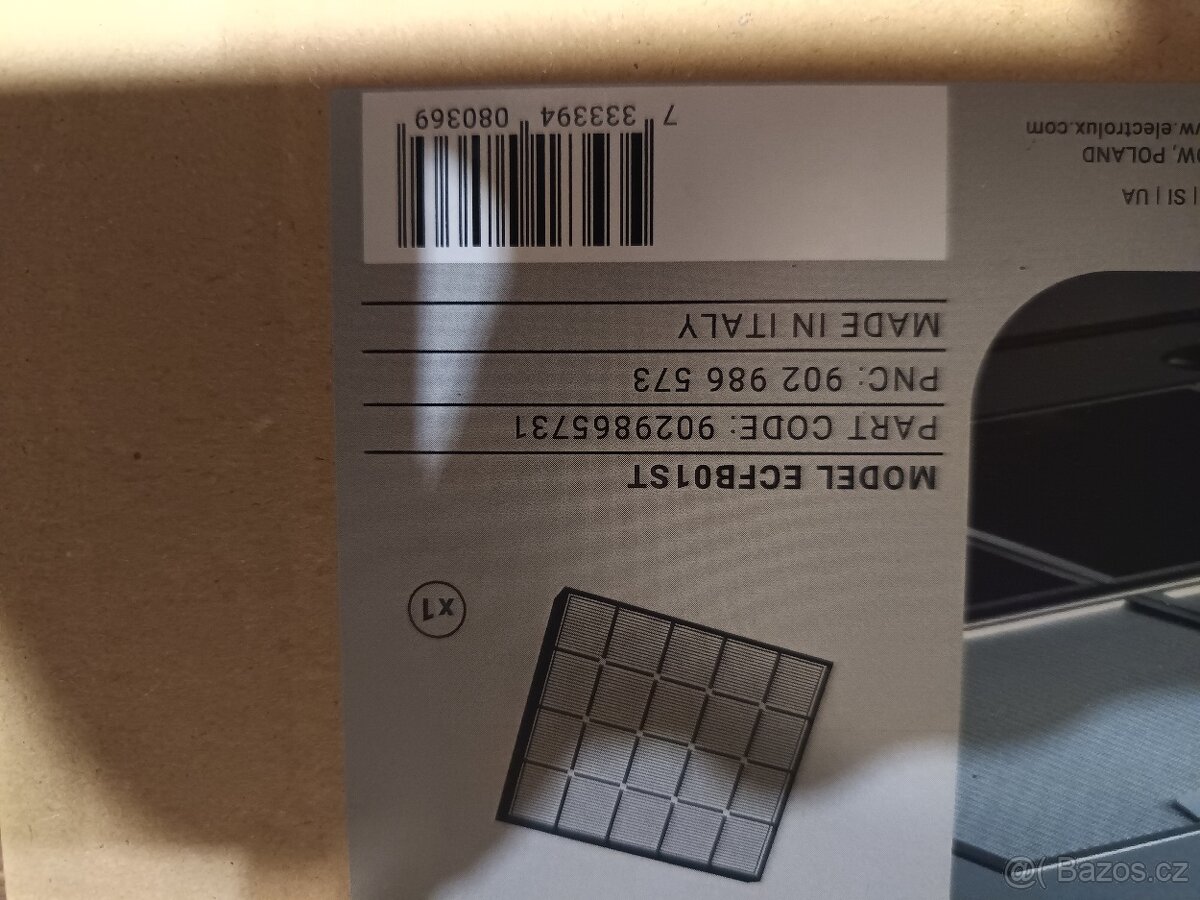 x1
MODEL ECFB01ST
PART CODE: 9029865731
PNC: 902 986 573
MADE IN ITALY
7 333394 080369
| SI | UA
POLAND
electrolux.com
@( Bazos.cz